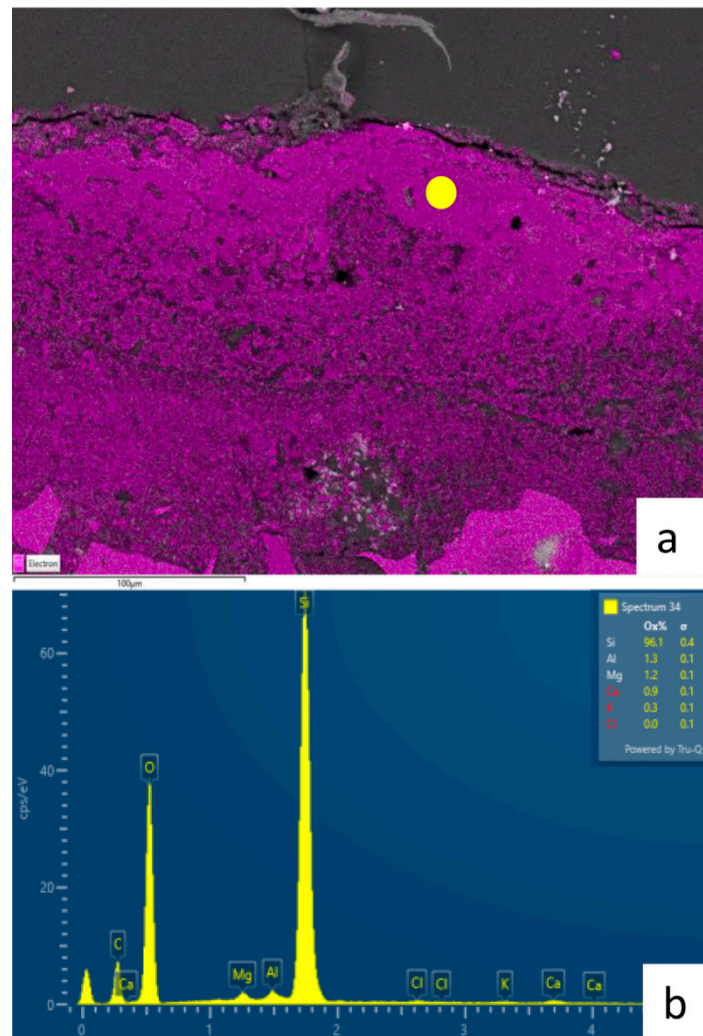 a
Electron
100μm
Si
Spectrum 34
Ox% σ
Si 96.1 0.4
Al 1.3 0.1
Mg 1.2 0.1
Ca 0.9 0.1
K 0.3 0.1
Cl 0.0 0.1
Powered by Tru-Q
60
40
cps/eV
O
20
C
Ca
Mg
Al
Cl
Cl
K
Ca
Ca
0
0 1 2 3 4
b